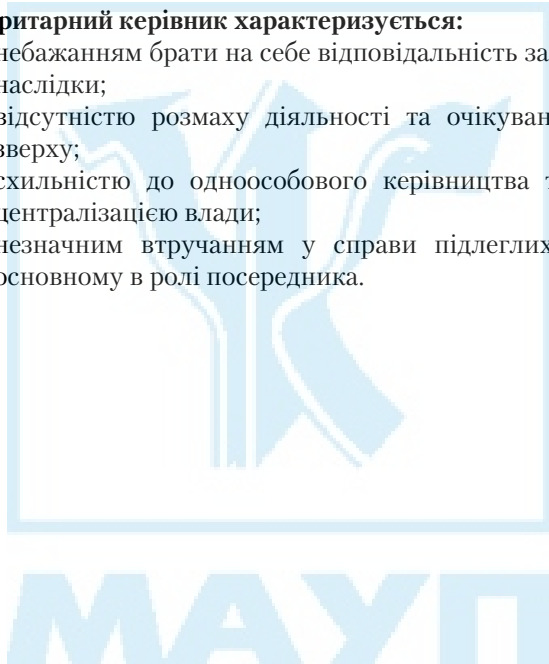 ритарний керівник характеризується:
небажанням брати на себе відповідальність за
наслідки;
відсутністю розмаху діяльності та очікуван
зверху;
схильністю до одноособового керівництва т
централізацією влади;
незначним втручанням у справи підлеглих
основному в ролі посередника.
МАУП